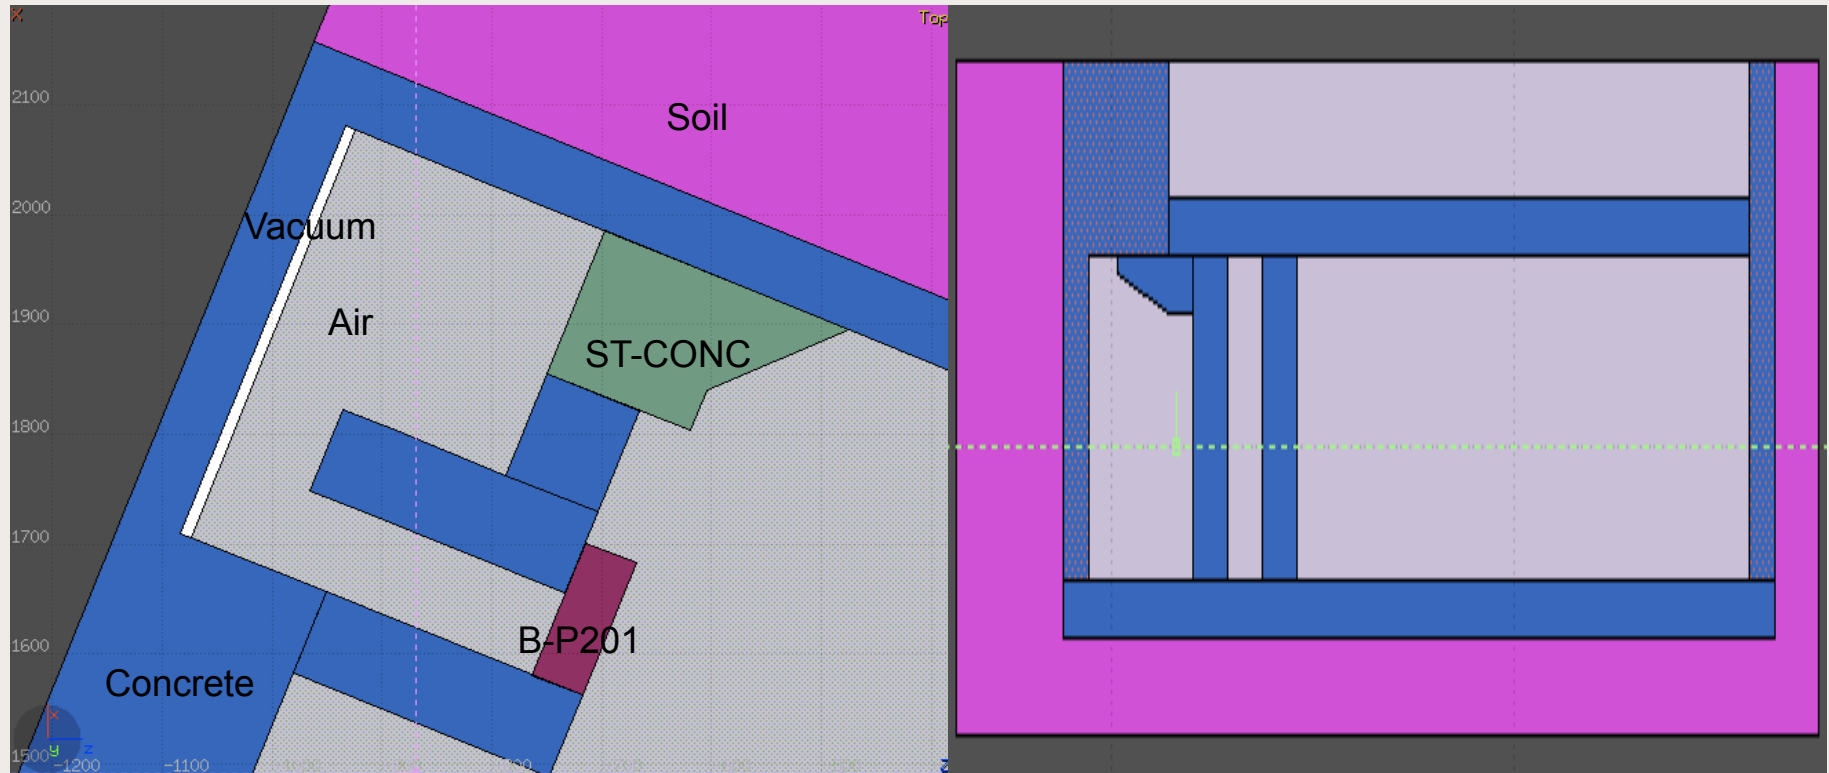 X
Top
2100
Soil
2000
Vacuum
1900
Air
ST-CONC
1800
1700
1600
B-P201
Concrete
x
y z
1500
-1200 -1100